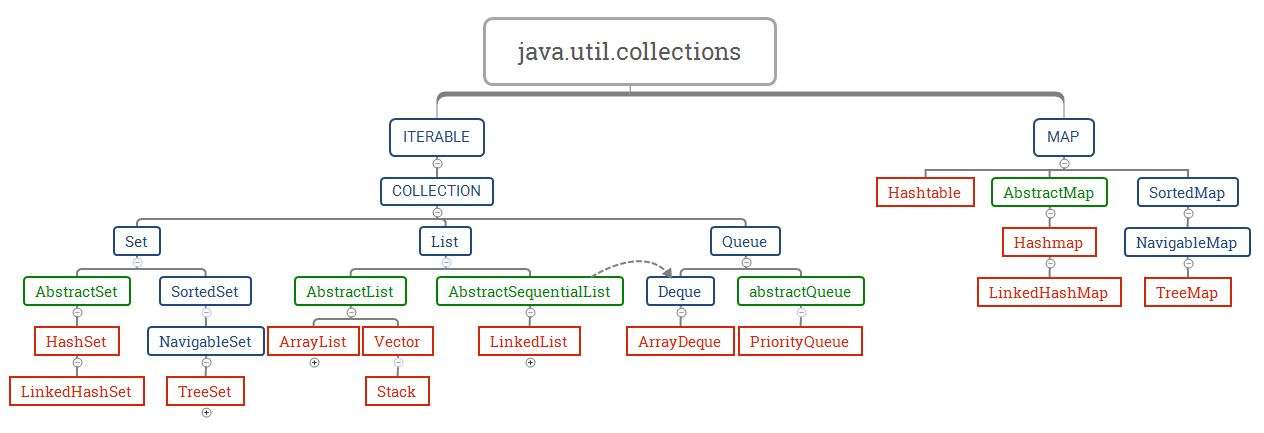 java.util.collections
ITERABLE
MAP
COLLECTION
Hashtable
AbstractMap
SortedMap
Set
List
Queue
Hashmap
NavigableMap
AbstractSet
SortedSet
AbstractList
AbstractSequentialList
Deque
abstractQueue
LinkedHashMap
TreeMap
HashSet
NavigableSet
ArrayList
Vector
LinkedList
ArrayDeque
PriorityQueue
LinkedHashSet
TreeSet
Stack